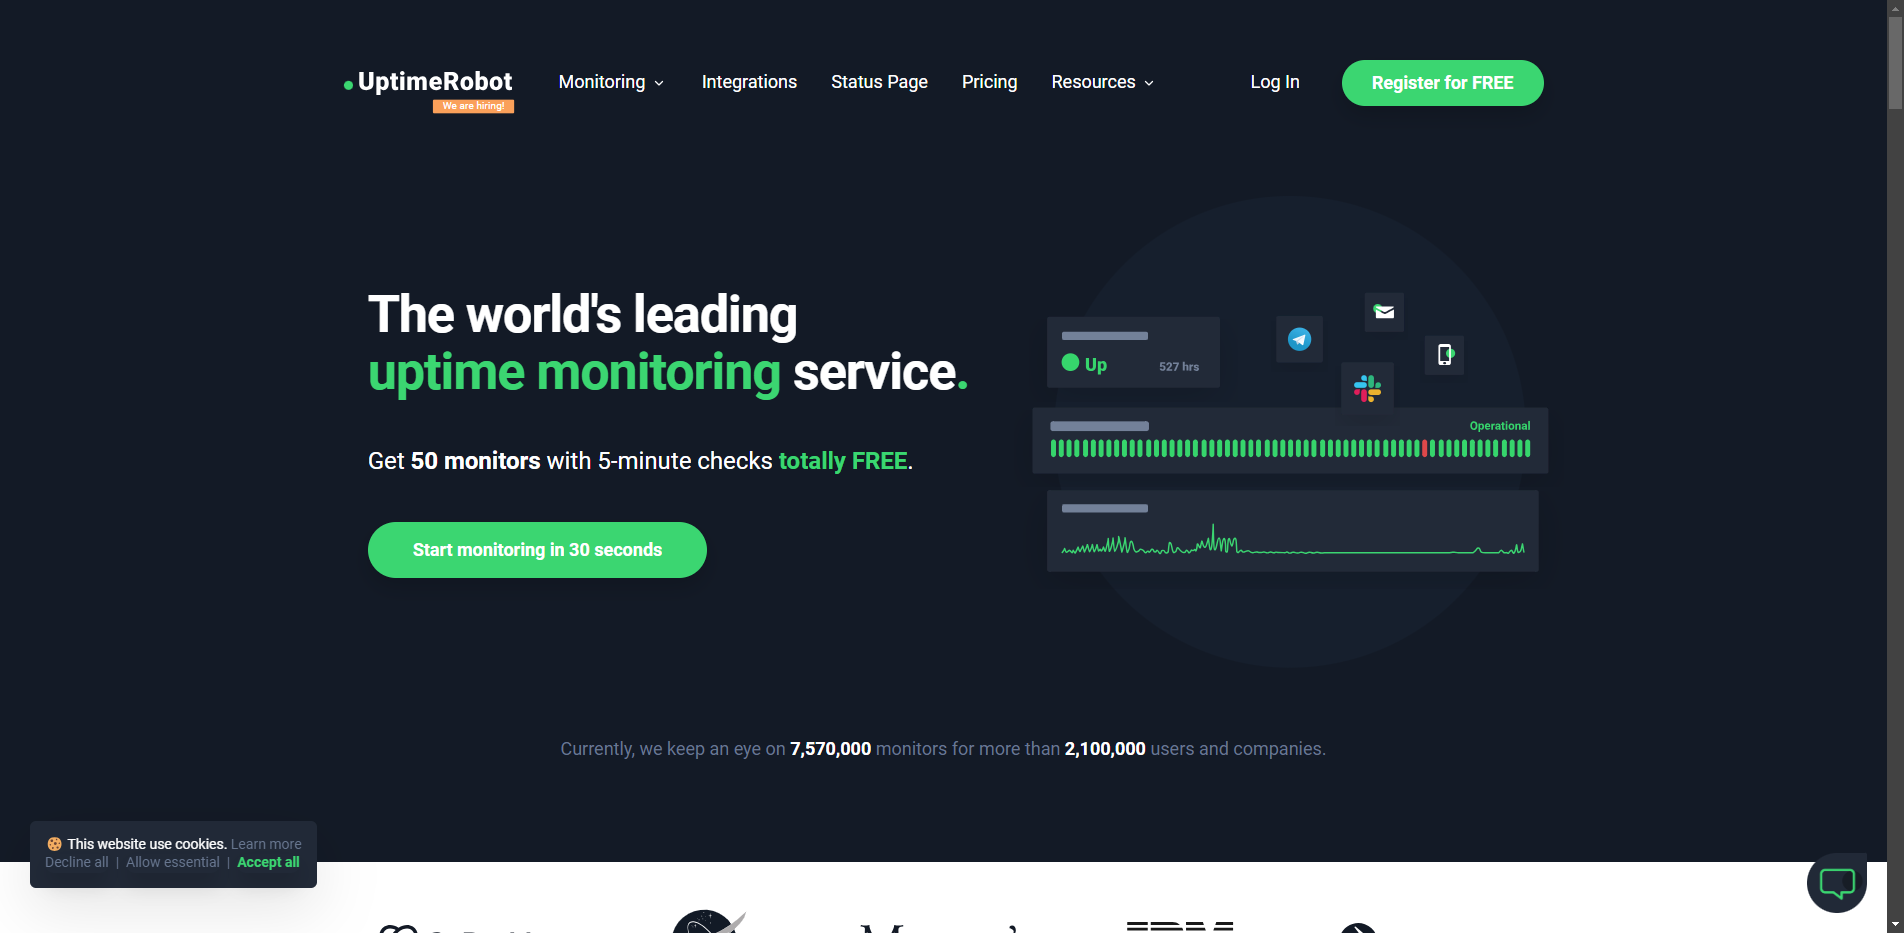 UptimeRobot
We are hiring!
Monitoring
Integrations
Status Page
Pricing
Resources
Log In
Register for FREE
The world's leading
uptime monitoring service.
Get 50 monitors with 5-minute checks totally FREE.
Start monitoring in 30 seconds
Up
527 hrs
Operational
Currently, we keep an eye on 7,570,000 monitors for more than 2,100,000 users and companies.
This website use cookies. Learn more
Decline all | Allow essential | Accept all